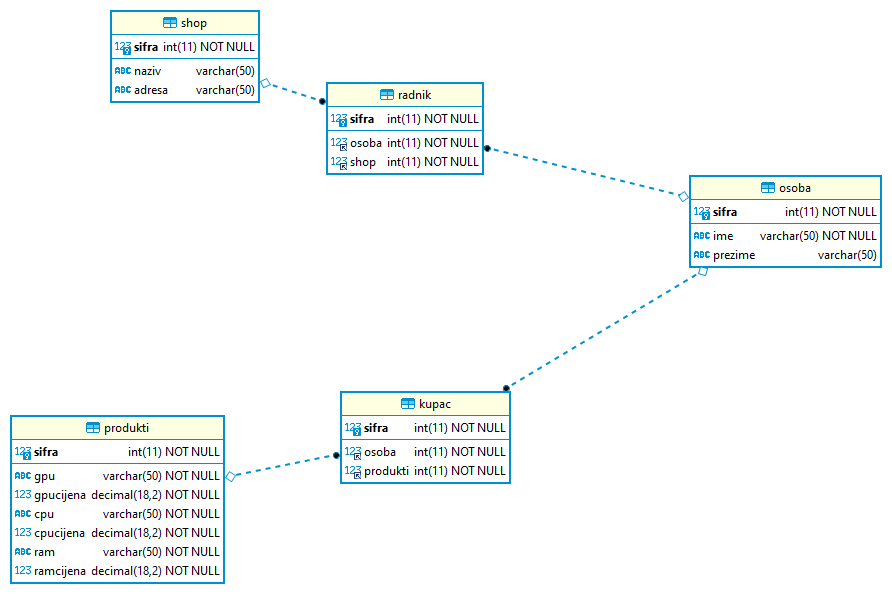 shop
123 sifra int(11) NOT NULL
ABC naziv varchar(50)
ABC adresa varchar(50)
radnik
123 sifra int(11) NOT NULL
123 osoba int(11) NOT NULL
123 shop int(11) NOT NULL
osoba
123 sifra int(11) NOT NULL
ABC ime varchar(50) NOT NULL
ABC prezime varchar(50)
kupac
123 sifra int(11) NOT NULL
123 osoba int(11) NOT NULL
123 produkti int(11) NOT NULL
produkti
123 sifra int(11) NOT NULL
ABC gpu varchar(50) NOT NULL
123 gpucijena decimal(18,2) NOT NULL
ABC cpu varchar(50) NOT NULL
123 cpucijena decimal(18,2) NOT NULL
ABC ram varchar(50) NOT NULL
123 ramcijena decimal(18,2) NOT NULL